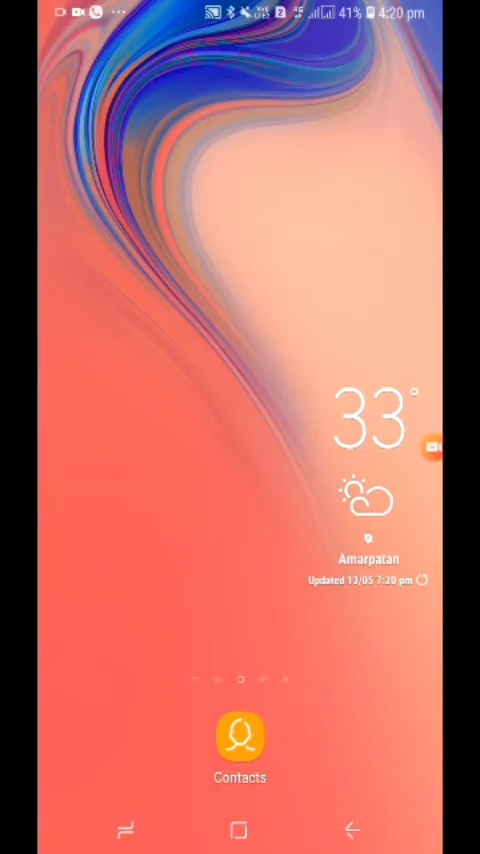 41% 4:20 pm
33°
Amarpatan
Updated 13/05 7:20 pm
Contacts